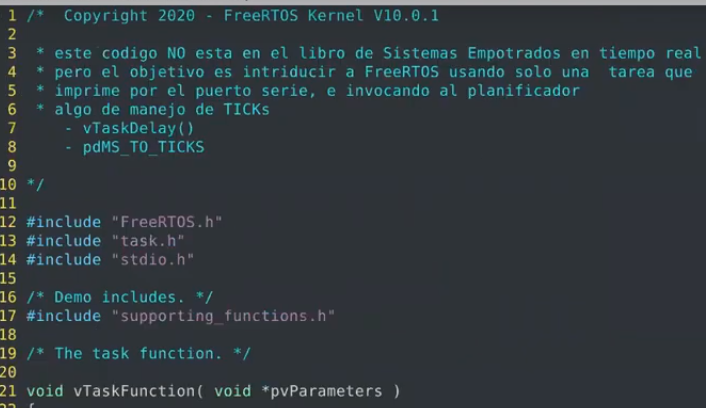 1 /*  Copyright 2020 - FreeRTOS Kernel V10.0.1
2
3  * este codigo NO esta en el libro de Sistemas Empotrados en tiempo real
4  * pero el objetivo es intriducir a FreeRTOS usando solo una  tarea que
5  * imprime por el puerto serie, e invocando al planificador
6  * algo de manejo de TICKs
7     - vTaskDelay()
8     - pdMS_TO_TICKS
9
10 */
11
12 #include "FreeRTOS.h"
13 #include "task.h"
14 #include "stdio.h"
15
16 /* Demo includes. */
17 #include "supporting_functions.h"
18
19 /* The task function. */
20
21 void vTaskFunction( void *pvParameters )